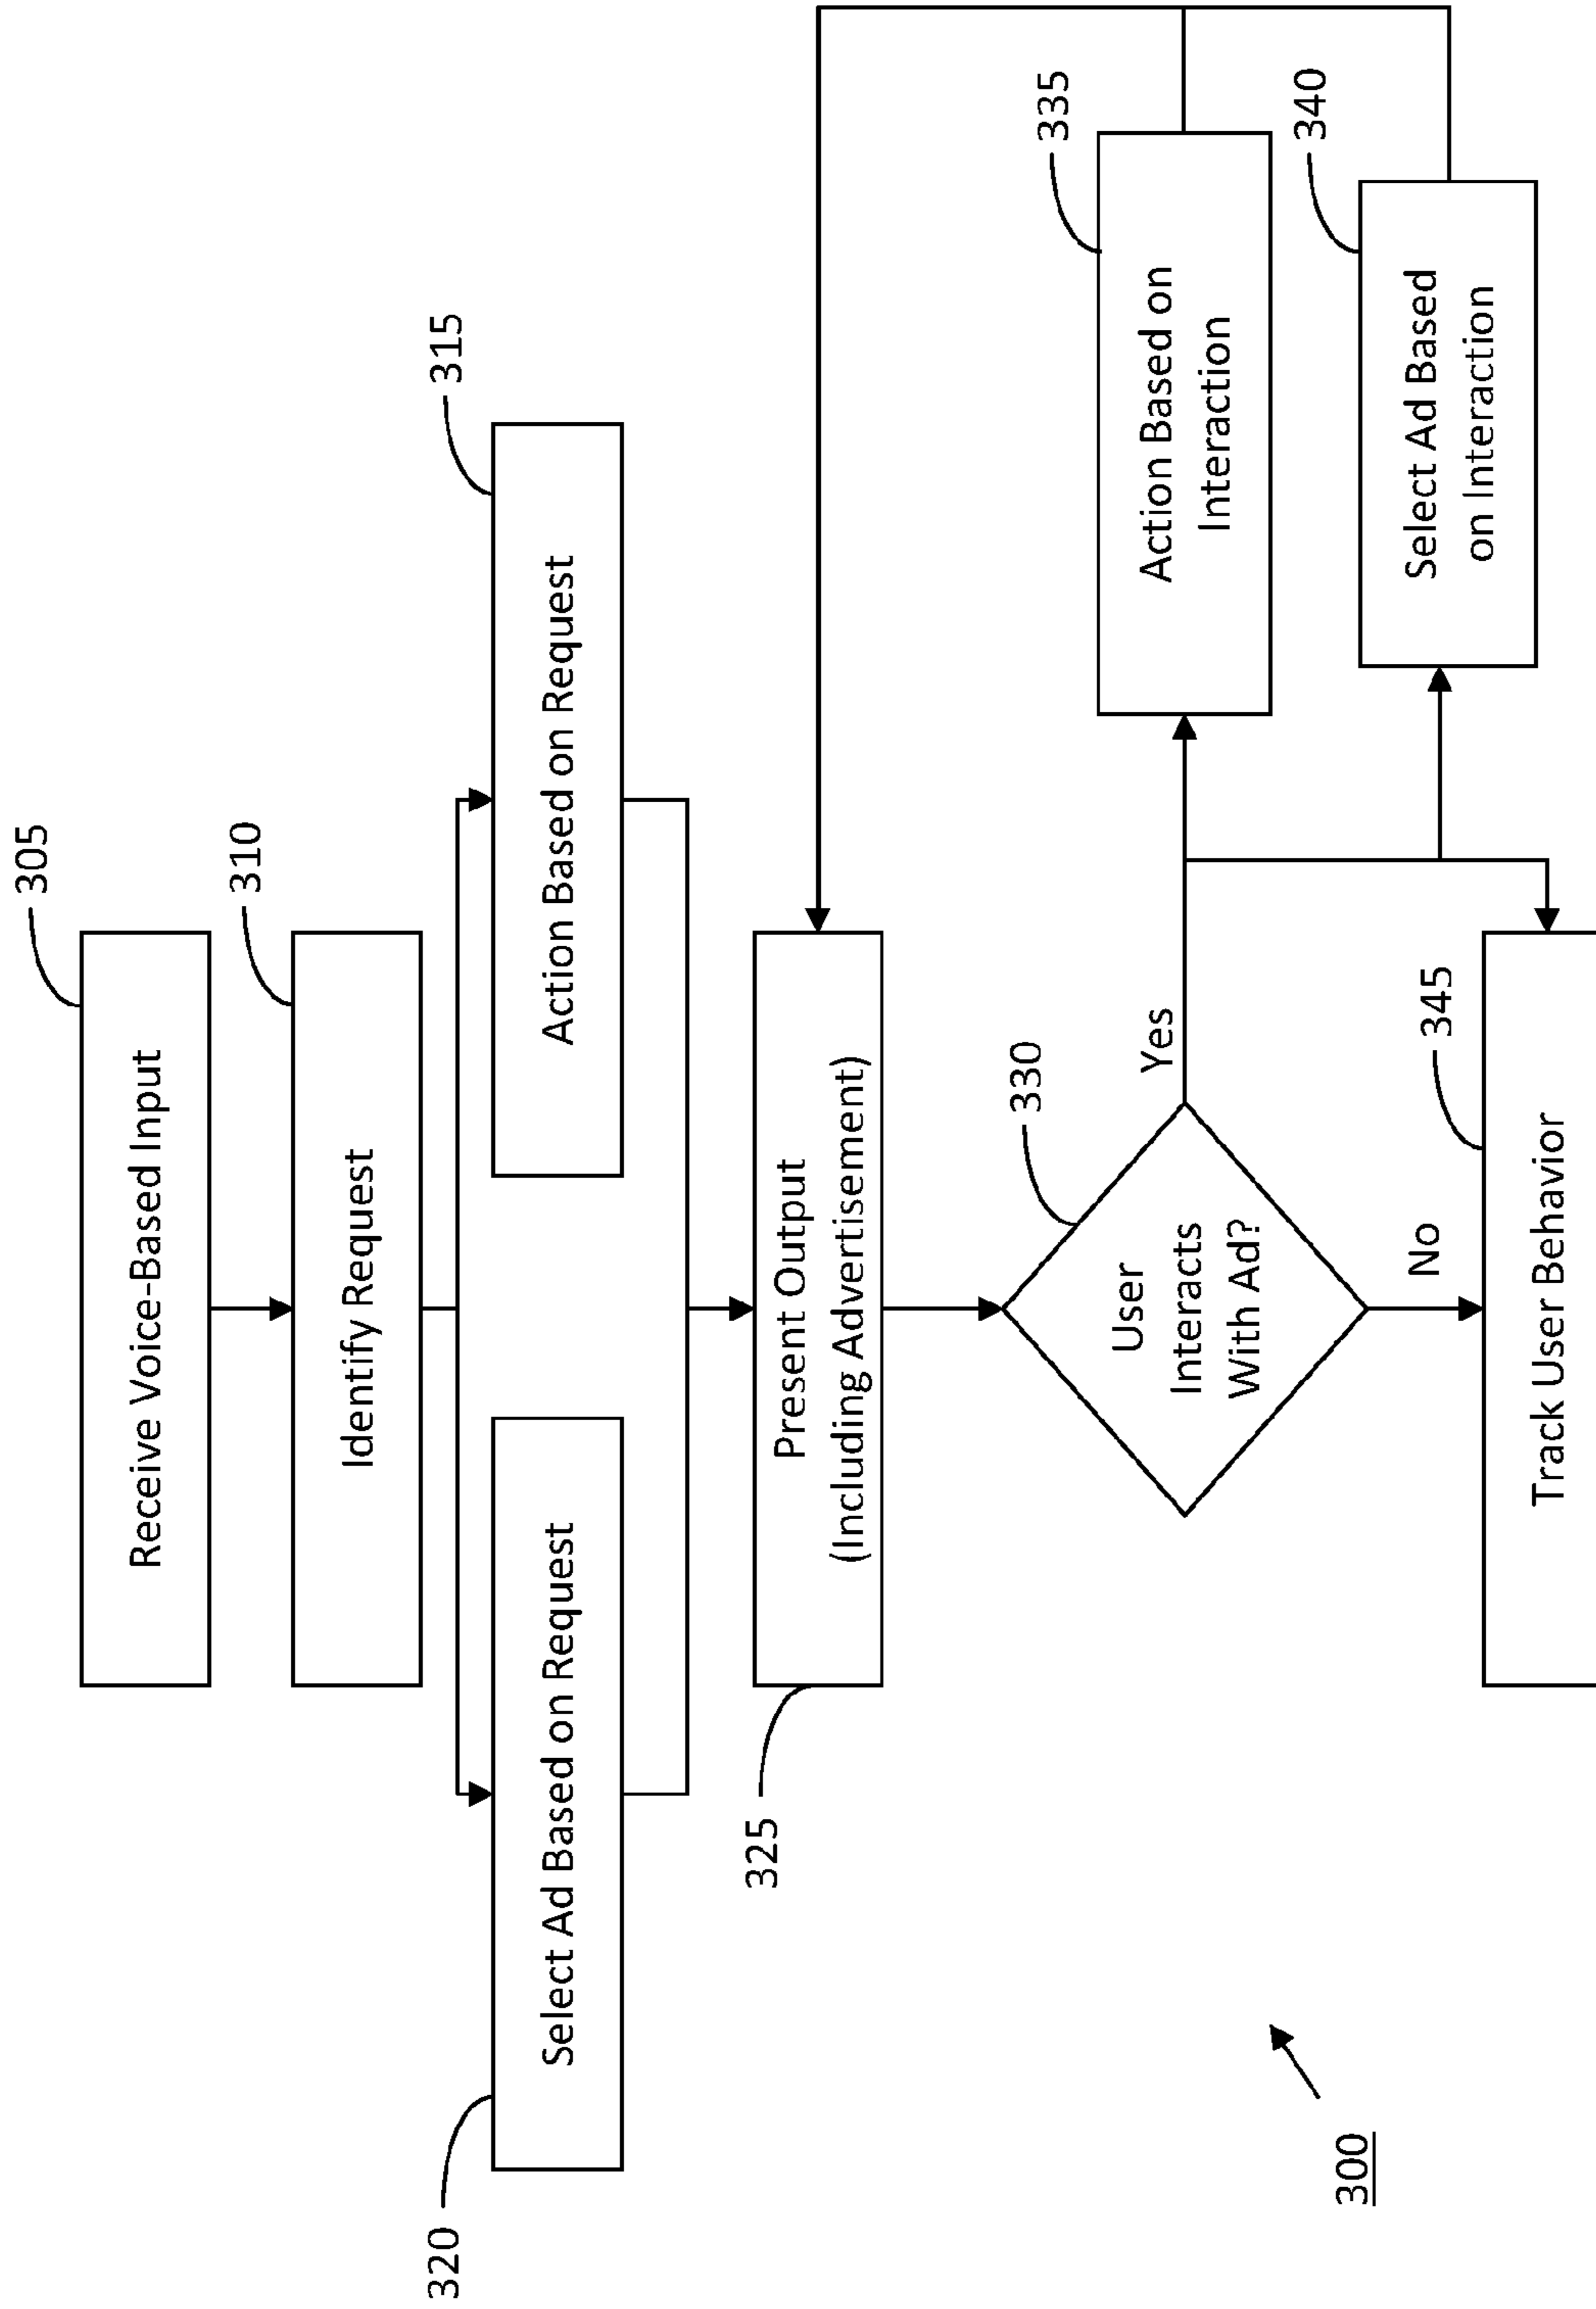 305
Receive Voice-Based Input
310
Identify Request
320
Select Ad Based on Request
315
Action Based on Request
325
Present Output
(Including Advertisement)
330
User
Interacts
With Ad?
Yes
335
Action Based on
Interaction
340
Select Ad Based
on Interaction
No
345
Track User Behavior
300